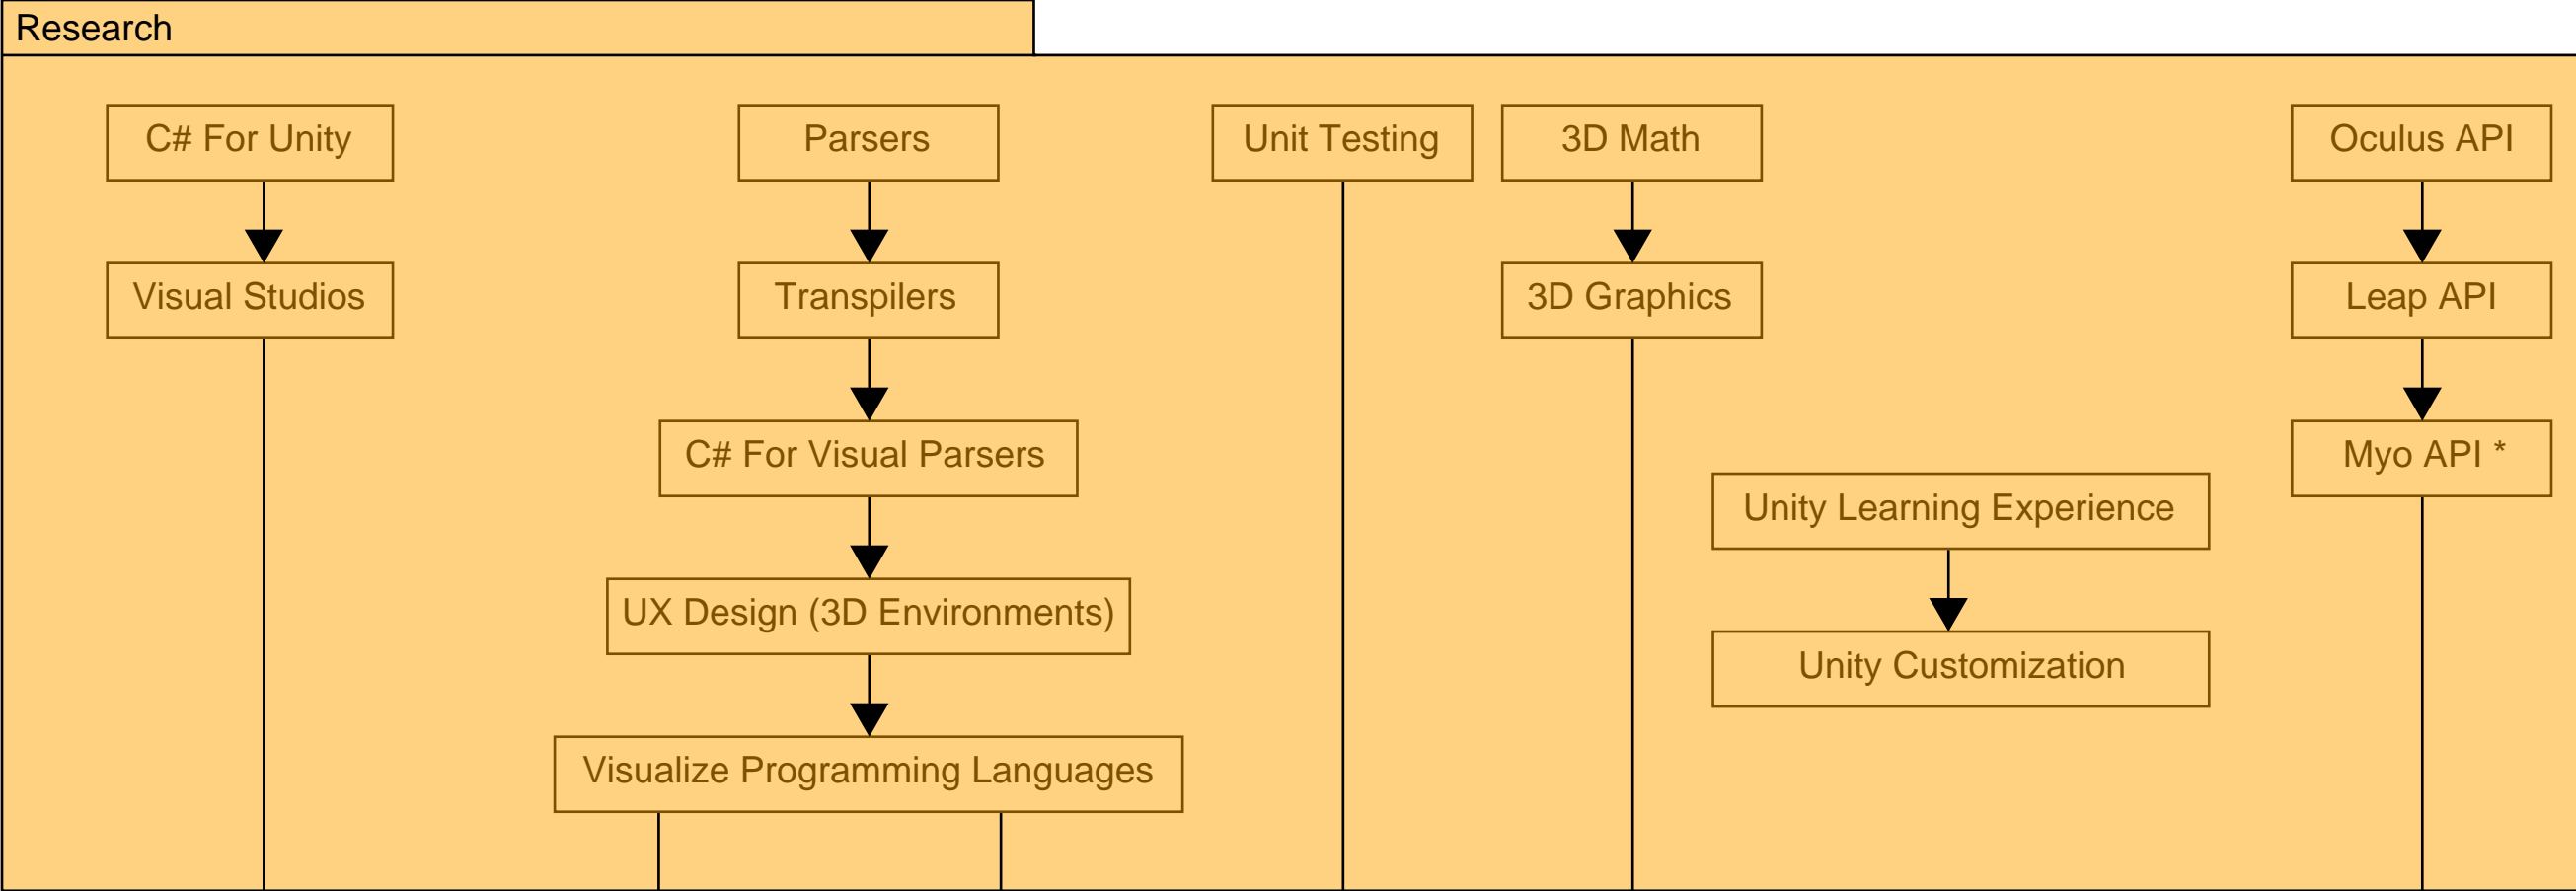 Research
C# For Unity
Parsers
Unit Testing
3D Math
Oculus API
Visual Studios
Transpilers
3D Graphics
Leap API
C# For Visual Parsers
Myo API *
Unity Learning Experience
UX Design (3D Environments)
Unity Customization
Visualize Programming Languages